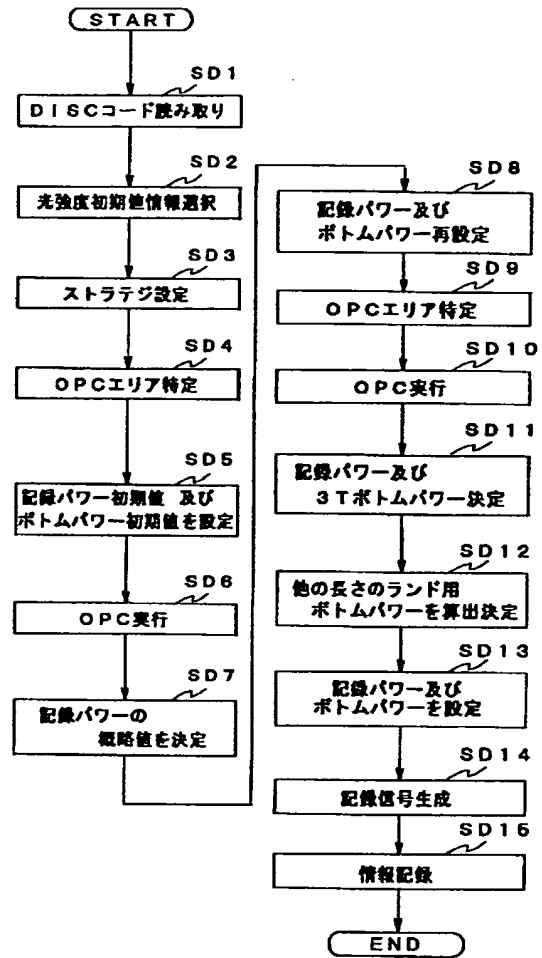 START
SD1
DISCコード読み取り
SD2
光強度初期値情報選択
SD3
ストラテジ設定
SD4
OPCエリア特定
SD5
記録パワー初期値 及び
ボトムパワー初期値を設定
SD6
OPC実行
SD7
記録パワーの
概略値を決定
SD8
記録パワー及び
ボトムパワー再設定
SD9
OPCエリア特定
SD10
OPC実行
SD11
記録パワー及び
3Tボトムパワー決定
SD12
他の長さのランド用
ボトムパワーを算出決定
SD13
記録パワー及び
ボトムパワーを設定
SD14
記録信号生成
SD15
情報記録
END